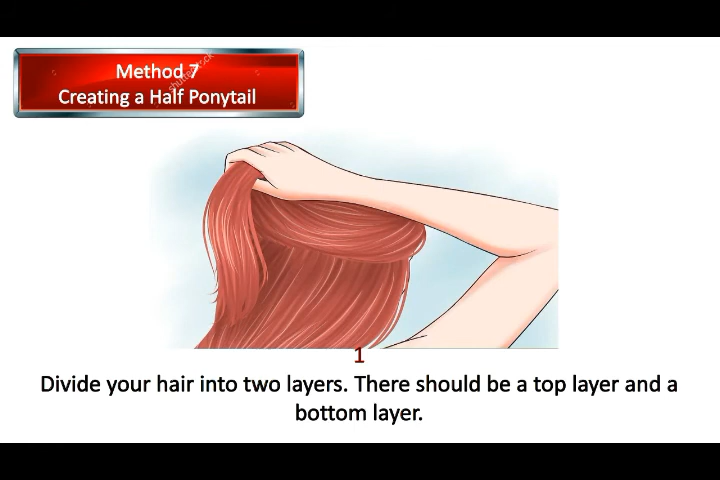 Method 7
Creating a Half Ponytail
shutterstock
1
Divide your hair into two layers. There should be a top layer and a
bottom layer.